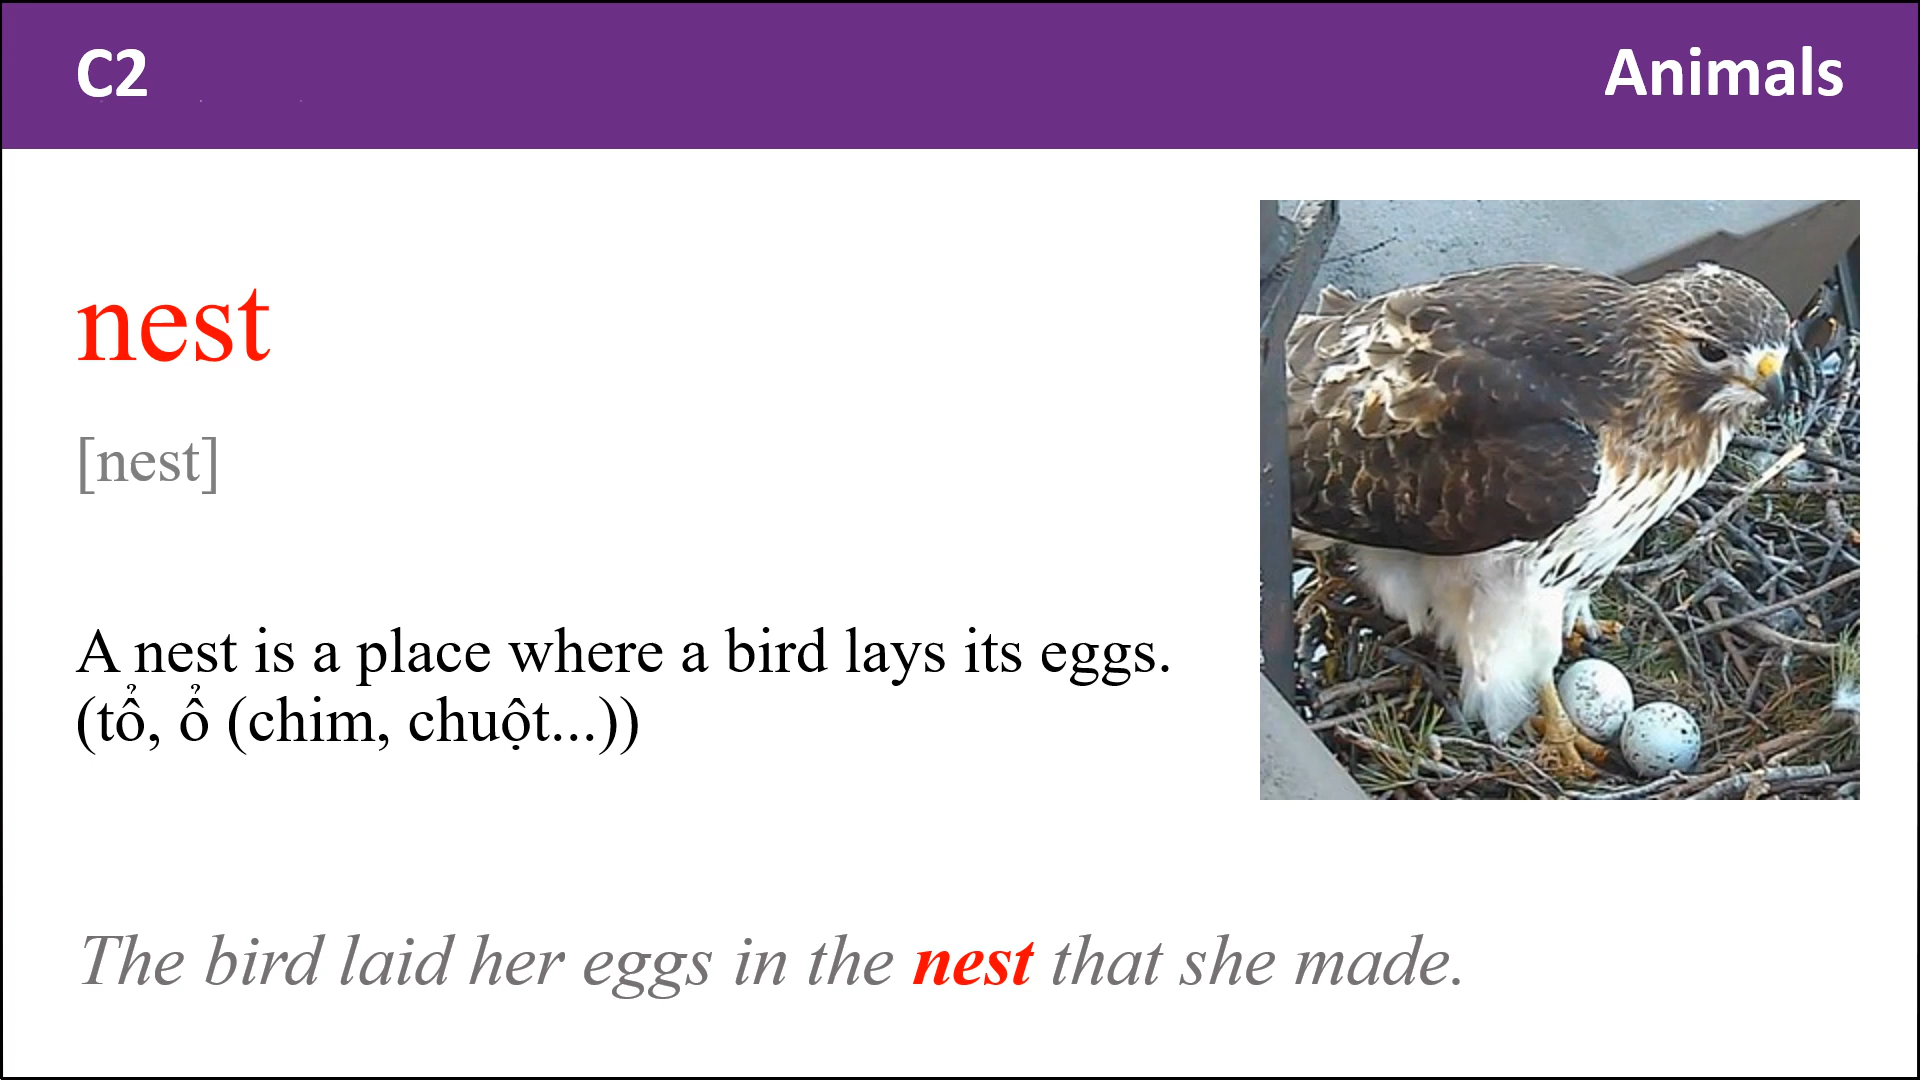 C2
Animals
nest
[nest]
A nest is a place where a bird lays its eggs.
(tổ, ổ (chim, chuột...))
The bird laid her eggs in the nest that she made.